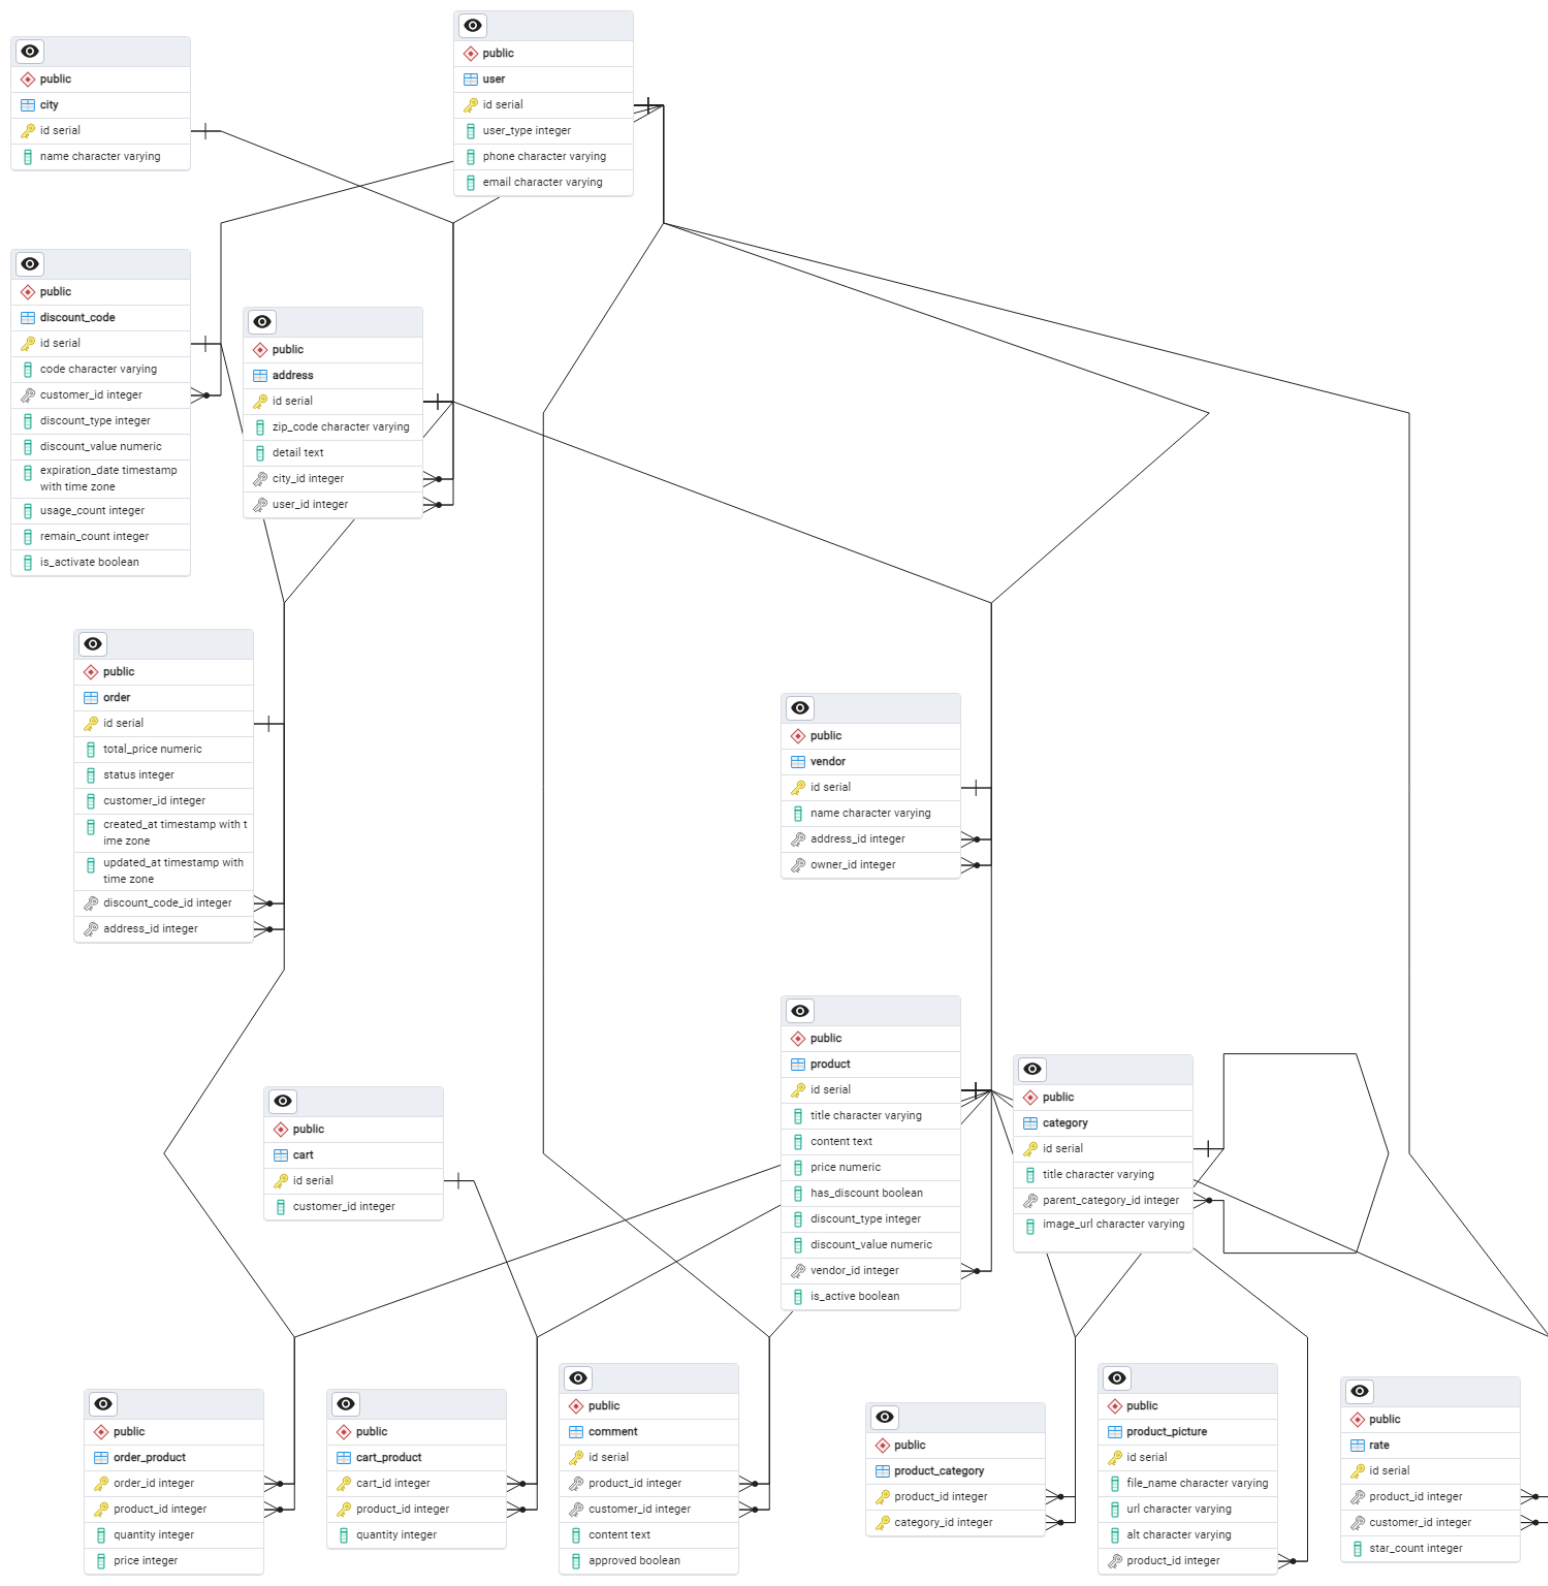 public
user
id serial
user_type integer
phone character varying
email character varying
public
city
id serial
name character varying
public
discount_code
id serial
code character varying
customer_id integer
discount_type integer
discount_value numeric
expiration_date timestamp
with time zone
usage_count integer
remain_count integer
is_activate boolean
public
address
id serial
zip_code character varying
detail text
city_id integer
user_id integer
public
order
id serial
total_price numeric
status integer
customer_id integer
created_at timestamp with t
ime zone
updated_at timestamp with
time zone
discount_code_id integer
address_id integer
public
vendor
id serial
name character varying
address_id integer
owner_id integer
public
product
id serial
title character varying
content text
price numeric
has_discount boolean
discount_type integer
discount_value numeric
vendor_id integer
is_active boolean
public
category
id serial
title character varying
parent_category_id integer
image_url character varying
public
cart
id serial
customer_id integer
public
order_product
order_id integer
product_id integer
quantity integer
price integer
public
cart_product
cart_id integer
product_id integer
quantity integer
public
comment
id serial
product_id integer
customer_id integer
content text
approved boolean
public
product_category
product_id integer
category_id integer
public
product_picture
id serial
file_name character varying
url character varying
alt character varying
product_id integer
public
rate
id serial
product_id integer
customer_id integer
star_count integer